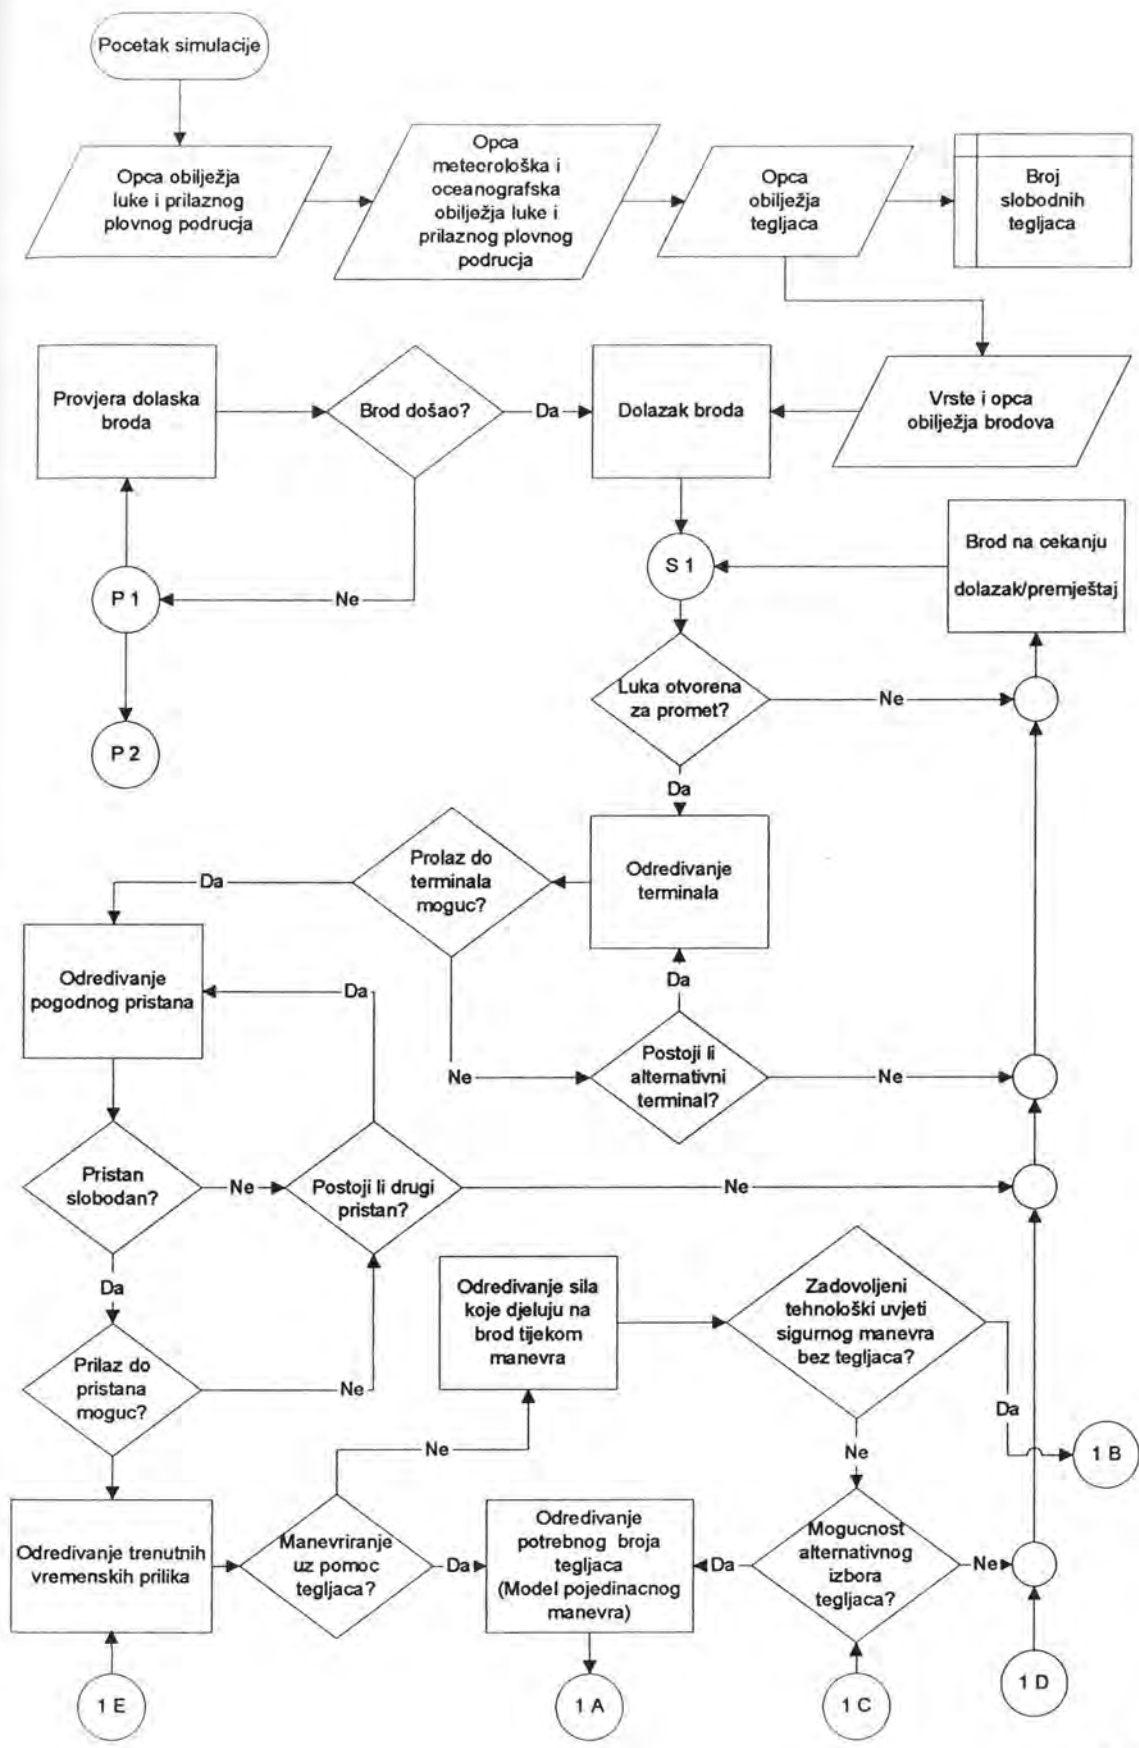 Pocetak simulacije
Opca obilježja
luke i prilaznog
plovnog podrucja
Opca
meteorološka i
oceanografska
obilježja luke i
prilaznog plovnog
podrucja
Opca
obilježja
tegljaca
Broj
slobodnih
tegljaca
Provjera dolaska
broda
Brod došao?
Da
Dolazak broda
Vrste i opca
obilježja brodova
Brod na cekanju
dolazak/premještaj
S 1
P 1
Ne
Luka otvorena
za promet?
Ne
P 2
Da
Prolaz do
terminala
moguc?
Odredivanje
terminala
Da
Odredivanje
pogodnog pristana
Da
Da
Ne
Postoji li
alternativni
terminal?
Ne
Pristan
slobodan?
Ne
Postoji li drugi
pristan?
Ne
Da
Odredivanje sila
koje djeluju na
brod tijekom
manevra
Zadovoljeni
tehnološki uvjeti
sigurnog manevra
bez tegljaca?
Prilaz do
pristana
moguc?
Ne
Da
Ne
Ne
1 B
Odredivanje trenutnih
vremenskih prilika
Manevriranje
uz pomoc
tegljaca?
Da
Odredivanje
potrebnog broja
tegljaca
(Model pojedinacnog
manevra)
Da
Mogucnost
alternativnog
izbora
tegljaca?
Ne
1 E
1 A
1 C
1 D